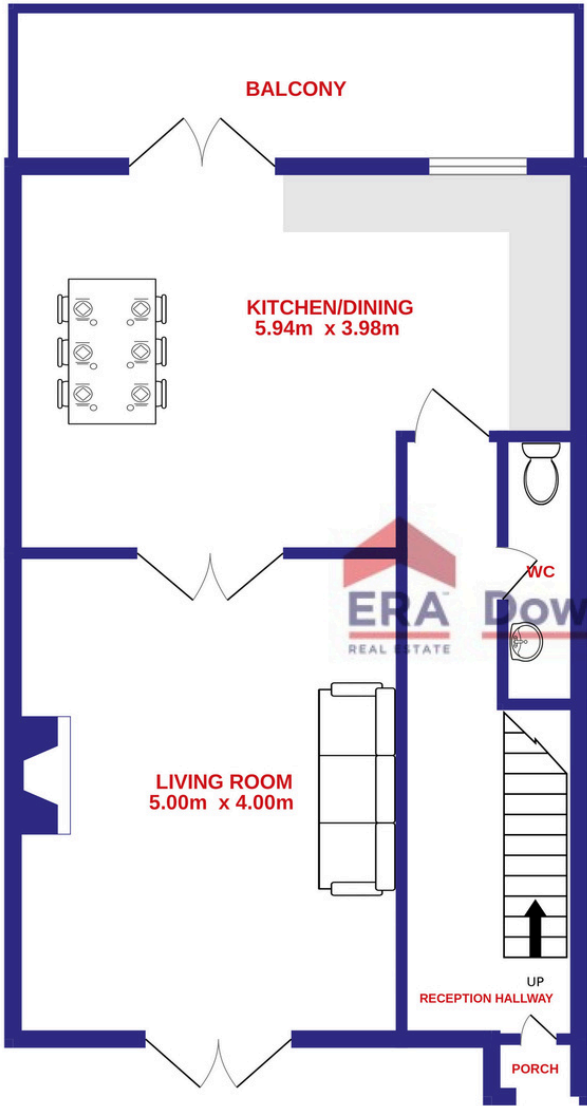 BALCONY
KITCHEN/DINING
5.94m x 3.98m
WC
ERA Dow
REAL ESTATE
LIVING ROOM
5.00m x 4.00m
UP
RECEPTION HALLWAY
PORCH